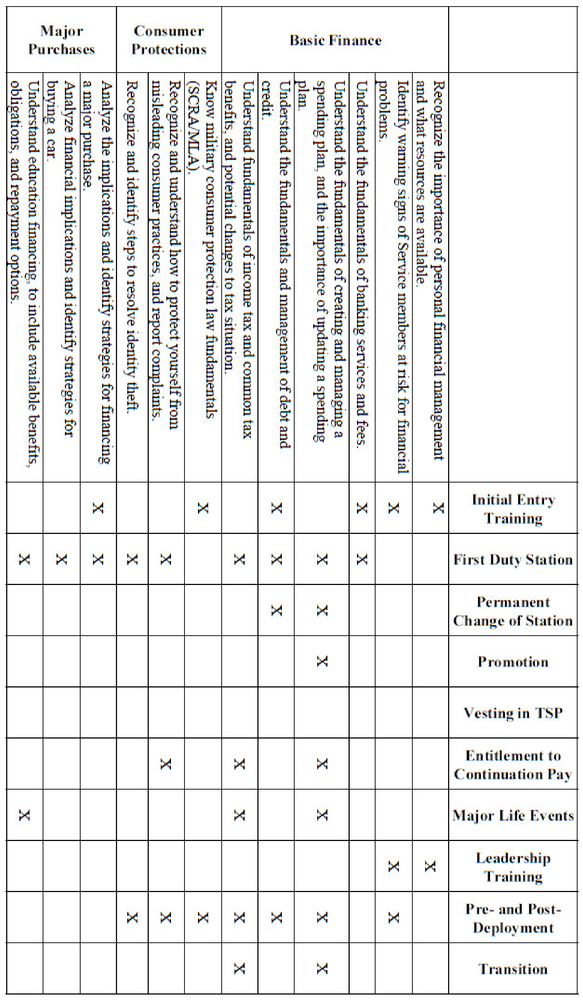 Initial Entry
Training
First Duty Station
Permanent
Change of Station
Promotion
Vesting in TSP
Entitlement to
Continuation Pay
Major Life Events
Leadership
Training
Pre- and Post-
Deployment
Transition
Basic Finance
Recognize the importance of personal financial management
and what resources are available.
X X
Identify warning signs of Service members at risk for financial
problems.
X X X
Understand the fundamentals of banking services and fees.
X X
Understand the fundamentals of creating and managing a
spending plan, and the importance of updating a spending
plan.
X X X X X X X
Understand the fundamentals and management of debt and
credit.
X X X X
Understand fundamentals of income tax and common tax
benefits, and potential changes to tax situation.
X X X X X
Consumer
Protections
Know military consumer protection law fundamentals
(SCRA/MLA).
X X
Recognize and understand how to protect yourself from
misleading consumer practices, and report complaints.
X X X
Recognize and identify steps to resolve identity theft.
X X
Major
Purchases
Analyze the implications and identify strategies for financing
a major purchase.
X X
Analyze financial implications and identify strategies for
buying a car.
X
Understand education financing, to include available benefits,
obligations, and repayment options.
X X